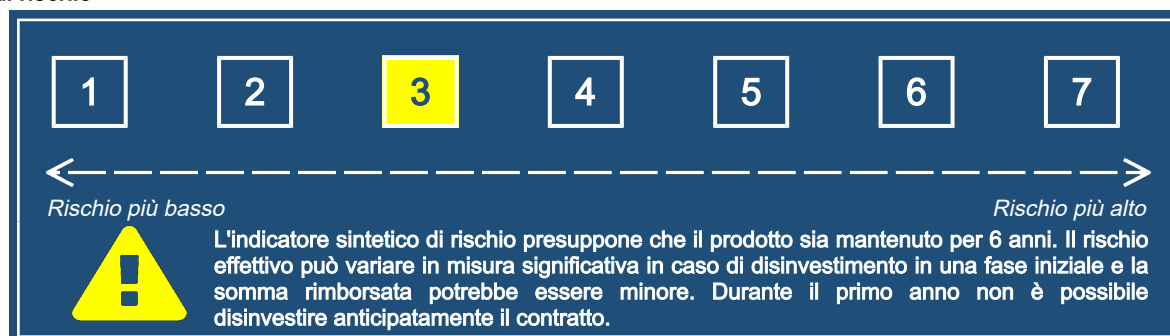 1 2 3 4 5 6 7
Rischio più basso Rischio più alto
L'indicatore sintetico di rischio presuppone che il prodotto sia mantenuto per 6 anni. Il rischio
effettivo può variare in misura significativa in caso di disinvestimento in una fase iniziale e la
somma rimborsata potrebbe essere minore. Durante il primo anno non è possibile
disinvestire anticipatamente il contratto.